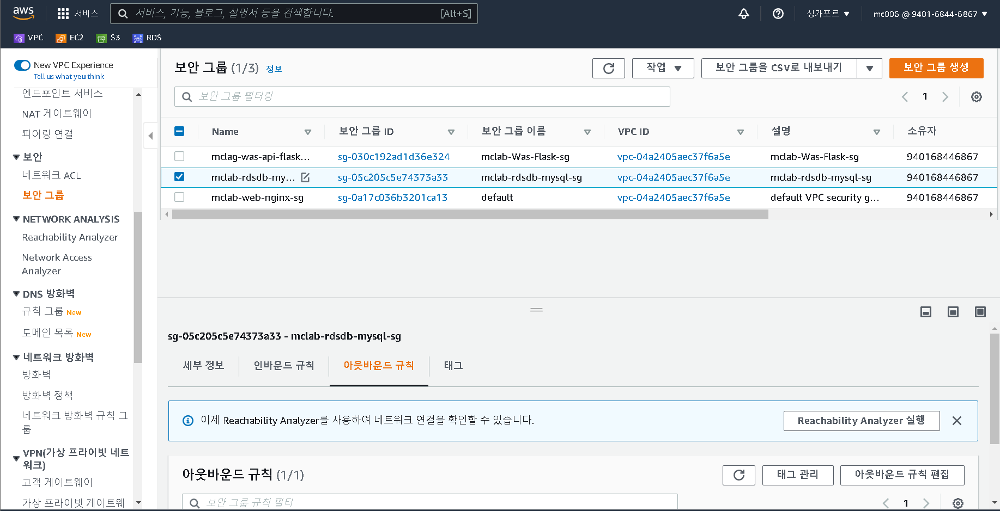 aws
서비스
서비스, 기능, 블로그, 설명서 등을 검색합니다.
[Alt+S]
싱가포르 ▼
mc006 @ 9401-6844-6867 ▼
VPC
EC2
S3
RDS
New VPC Experience
Tell us what you think
엔드포인트 서비스
NAT 게이트웨이
피어링 연결
보안
네트워크 ACL
보안 그룹
NETWORK ANALYSIS
Reachability Analyzer
Network Access
Analyzer
DNS 방화벽
규칙 그룹 New
도메인 목록 New
네트워크 방화벽
방화벽
방화벽 정책
네트워크 방화벽 규칙 그
룹
VPN(가상 프라이빗 네트
워크)
고객 게이트웨이
가상 프라이빗 게이트웨
보안 그룹 (1/3) 정보
작업 ▼
보안 그룹을 CSV로 내보내기
보안 그룹 생성
보안 그룹 필터링
1
Name 보안 그룹 ID 보안 그룹 이름 VPC ID 설명 소유자
mclag-was-api-flask... sg-030c192ad1d36e324 mclab-Was-Flask-sg vpc-04a2405aec37f6a5e mclab-Was-Flask-sg 940168446867
mclab-rdsdb-my... sg-05c205c5e74373a33 mclab-rdsdb-mysql-sg vpc-04a2405aec37f6a5e mclab-rdsdb-mysql-sg 940168446867
mclab-web-nginx-sg sg-0a17c036b3201ca13 default vpc-04a2405aec37f6a5e default VPC security g... 940168446867
sg-05c205c5e74373a33 - mclab-rdsdb-mysql-sg
세부 정보
인바운드 규칙
아웃바운드 규칙
태그
이제 Reachability Analyzer를 사용하여 네트워크 연결을 확인할 수 있습니다.
Reachability Analyzer 실행
아웃바운드 규칙 (1/1)
태그 관리
아웃바운드 규칙 편집
보안 그룹 규칙 필터
1